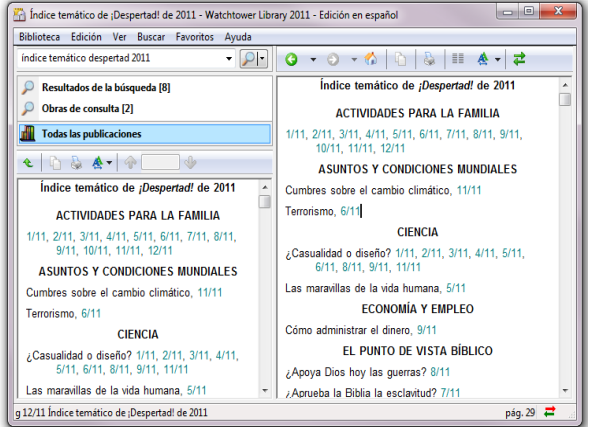 Índice temático de ¡Despertad! de 2011 - Watchtower Library 2011 - Edición en español
Biblioteca Edición Ver Buscar Favoritos Ayuda
índice temático despertad 2011
Resultados de la búsqueda [8]
Obras de consulta [2]
Todas las publicaciones
Índice temático de ¡Despertad! de 2011
ACTIVIDADES PARA LA FAMILIA
1/11, 2/11, 3/11, 4/11, 5/11, 6/11, 7/11, 8/11,
9/11, 10/11, 11/11, 12/11
ASUNTOS Y CONDICIONES MUNDIALES
Cumbres sobre el cambio climático, 11/11
Terrorismo, 6/11
CIENCIA
¿Casualidad o diseño? 1/11, 2/11, 3/11, 4/11,
5/11, 6/11, 8/11, 9/11, 11/11
Las maravillas de la vida humana, 5/11
Índice temático de ¡Despertad! de 2011
ACTIVIDADES PARA LA FAMILIA
1/11, 2/11, 3/11, 4/11, 5/11, 6/11, 7/11, 8/11, 9/11,
10/11, 11/11, 12/11
ASUNTOS Y CONDICIONES MUNDIALES
Cumbres sobre el cambio climático, 11/11
Terrorismo, 6/11
CIENCIA
¿Casualidad o diseño? 1/11, 2/11, 3/11, 4/11, 5/11,
6/11, 8/11, 9/11, 11/11
Las maravillas de la vida humana, 5/11
ECONOMÍA Y EMPLEO
Cómo administrar el dinero, 9/11
EL PUNTO DE VISTA BÍBLICO
¿Apoya Dios hoy las guerras? 8/11
¿Aprueba la Biblia la esclavitud? 7/11
g 12/11 Índice temático de ¡Despertad! de 2011
pág. 29